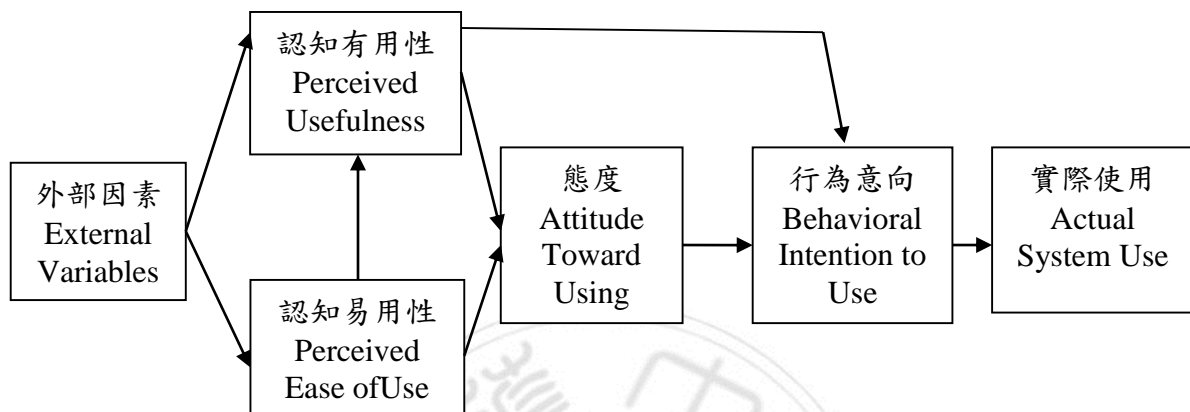 認知有用性
Perceived
Usefulness
外部因素
External
Variables
認知易用性
Perceived
Ease ofUse
態度
Attitude
Toward
Using
行為意向
Behavioral
Intention to
Use
實際使用
Actual
System Use